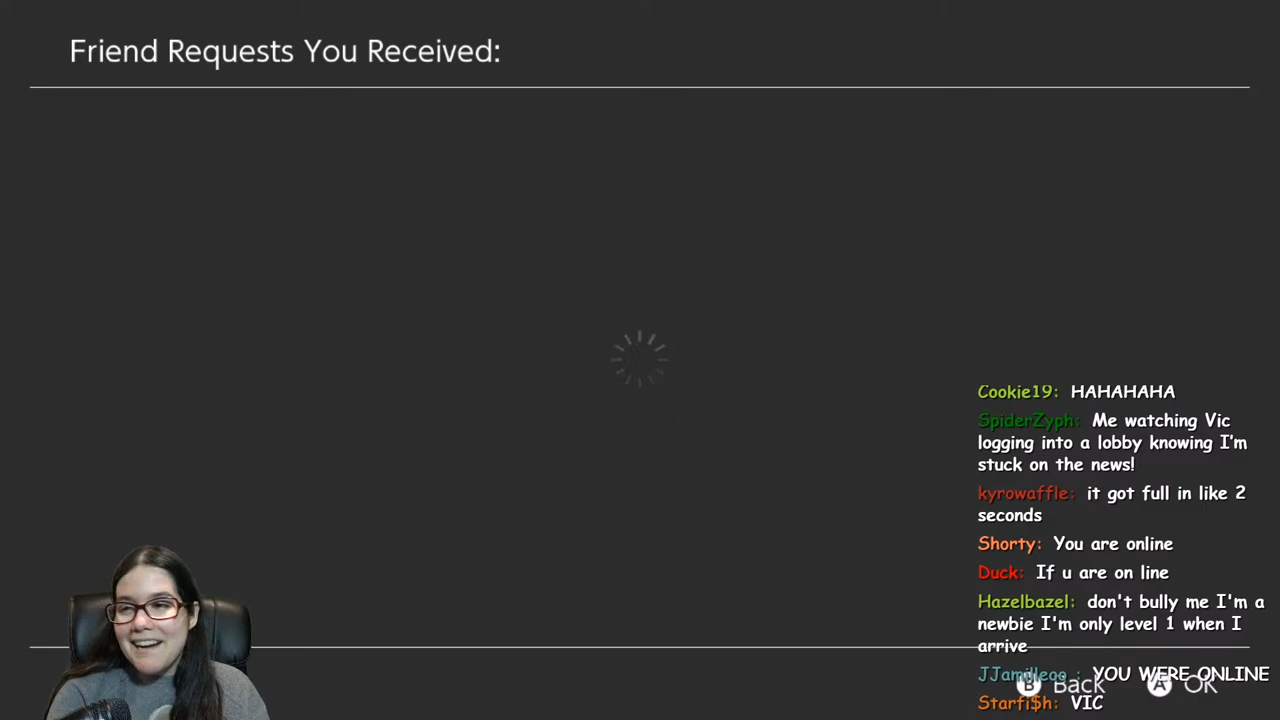 Friend Requests You Received:
Cookie19: HAHAHAHA
SpiderZyph: Me watching Vic
logging into a lobby knowing I'm
stuck on the news!
kyrowaffle: it got full in like 2
seconds
Shorty: You are online
Duck: If u are on line
Hazelbazel: don't bully me I'm a
newbie I'm only level 1 when I
arrive
JJamilleoo : YOU WERE ONLINE
B Back A OK
Starfi$h: VIC